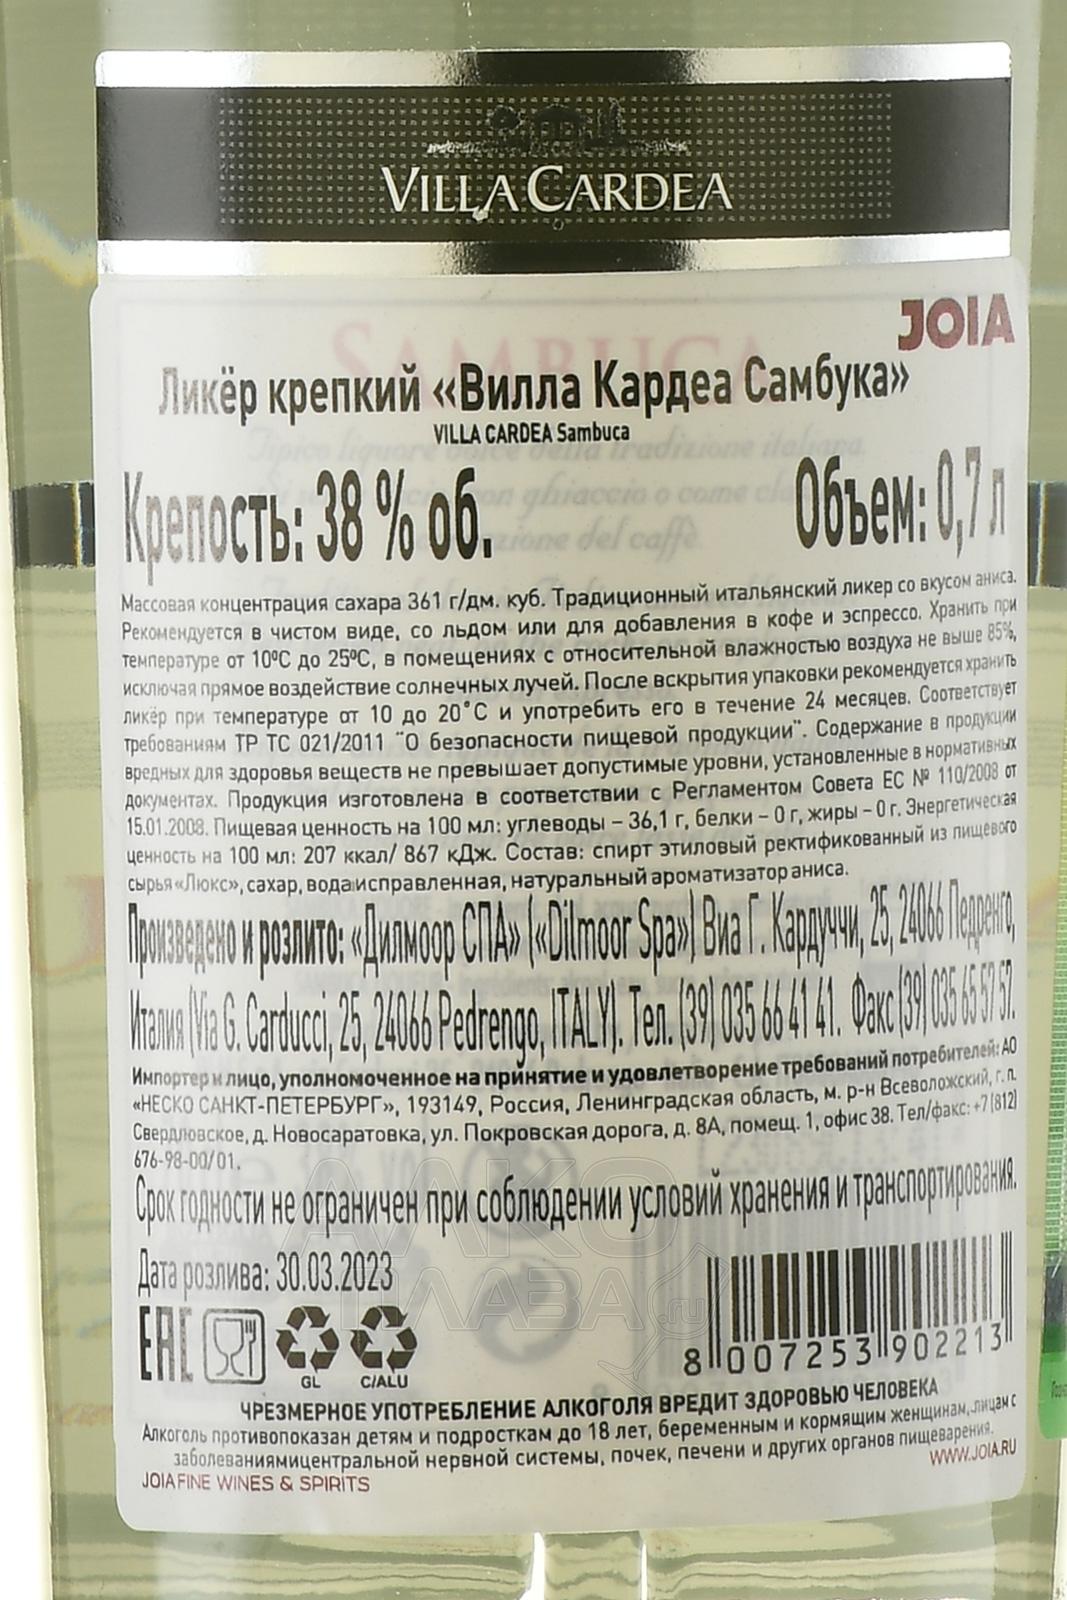 VILLA CARDEA
JOIA
Ликёр крепкий «Вилла Кардеа Самбука»
VILLA CARDEA Sambuca
Крепость: 38 % об. Объем: 0,7 л
Массовая концентрация сахара 361 г/дм. куб. Традиционный итальянский ликер со вкусом аниса.
Рекомендуется в чистом виде, со льдом или для добавления в кофе и эспрессо. Хранить при
температуре от 10ºC до 25ºC, в помещениях с относительной влажностью воздуха не выше 85%,
исключая прямое воздействие солнечных лучей. После вскрытия упаковки рекомендуется хранить
ликёр при температуре от 10 до 20˚C и употребить его в течение 24 месяцев. Соответствует
требованиям ТР ТС 021/2011 "О безопасности пищевой продукции". Содержание в продукции
вредных для здоровья веществ не превышает допустимые уровни, установленные в нормативных
документах. Продукция изготовлена в соответствии с Регламентом Совета ЕС № 110/2008 от
15.01.2008. Пищевая ценность на 100 мл: углеводы – 36,1 г, белки – 0 г, жиры – 0 г. Энергетическая
ценность на 100 мл: 207 ккал/ 867 кДж. Состав: спирт этиловый ректификованный из пищевого
сырья «Люкс», сахар, вода исправленная, натуральный ароматизатор аниса.
Произведено и розлито: «Дилмоор СПА» («Dilmoor Spa») Виа Г. Кардуччи, 25, 24066 Педренго,
Италия (Via G. Carducci, 25, 24066 Pedrengo, ITALY). Тел. (39) 035 66 41 41. Факс (39) 035 65 57 57.
Импортер и лицо, уполномоченное на принятие и удовлетворение требований потребителей: АО
«НЕСКО САНКТ-ПЕТЕРБУРГ», 193149, Россия, Ленинградская область, м. р-н Всеволожский, г. п.
Свердловское, д. Новосаратовка, ул. Покровская дорога, д. 8А, помещ. 1, офис 38. Тел/факс: +7 (812)
676-98-00/01.
Срок годности не ограничен при соблюдении условий хранения и транспортирования.
Дата розлива: 30.03.2023
ЕАС
GL C/ALU
8 007253 902213
АЛКО
ПЛАЗА.ru
ЧРЕЗМЕРНОЕ УПОТРЕБЛЕНИЕ АЛКОГОЛЯ ВРЕДИТ ЗДОРОВЬЮ ЧЕЛОВЕКА
Алкоголь противопоказан детям и подросткам до 18 лет, беременным и кормящим женщинам, лицам с
заболеваниямицентральной нервной системы, почек, печени и других органов пищеварения.
JOIA FINE WINES & SPIRITS WWW.JOIA.RU